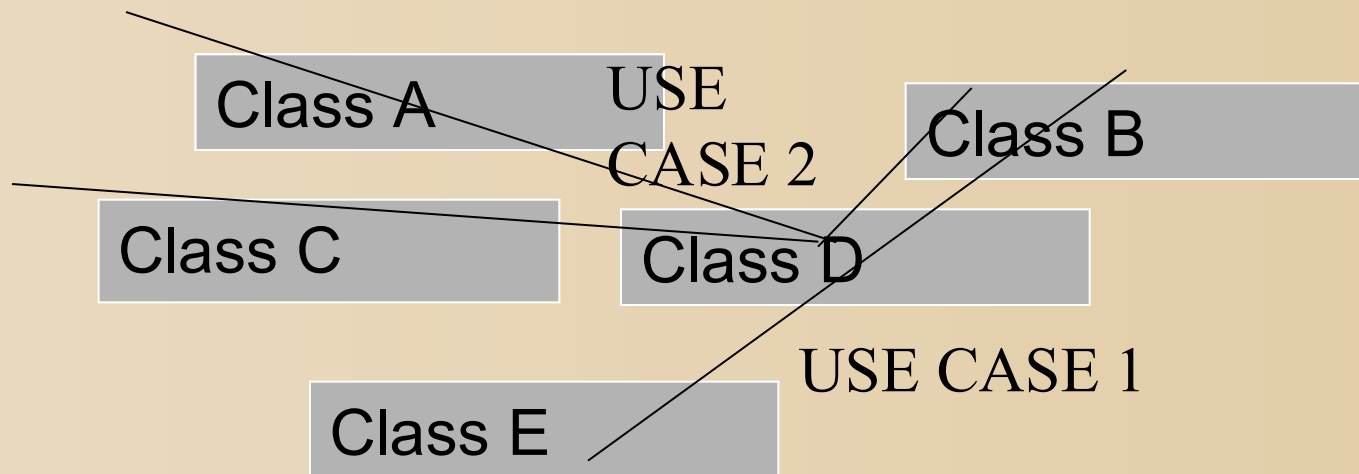 Class A
USE
CASE 2
Class B
Class C
Class D
USE CASE 1
Class E